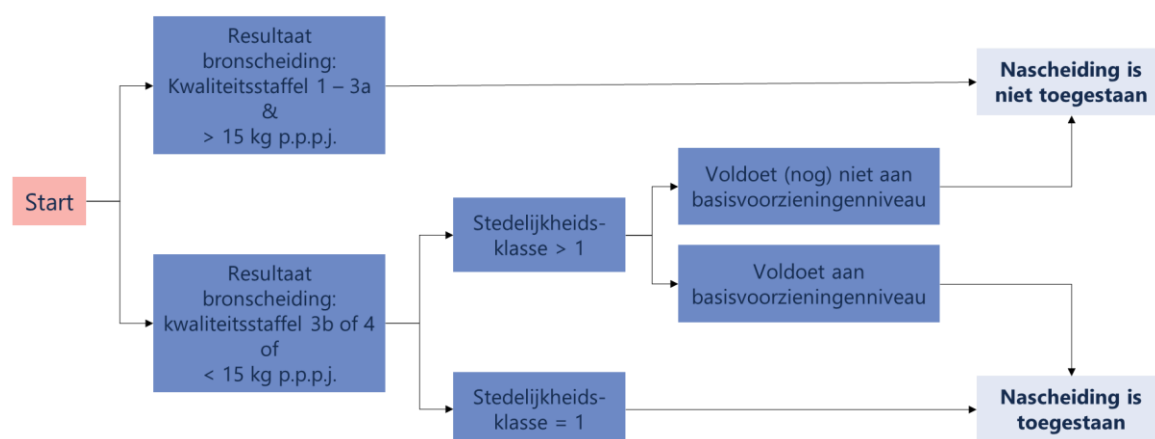 Start
Resultaat
bronscheiding:
Kwaliteitsstaffel 1 – 3a
&
> 15 kg p.p.p.j.
Nascheiding is
niet toegestaan
Resultaat
bronscheiding:
kwaliteitsstaffel 3b of 4
of
< 15 kg p.p.p.j.
Stedelijkheids-
klasse > 1
Voldoet (nog) niet aan
basisvoorzieningenniveau
Voldoet aan
basisvoorzieningenniveau
Stedelijkheids-
klasse = 1
Nascheiding is
toegestaan